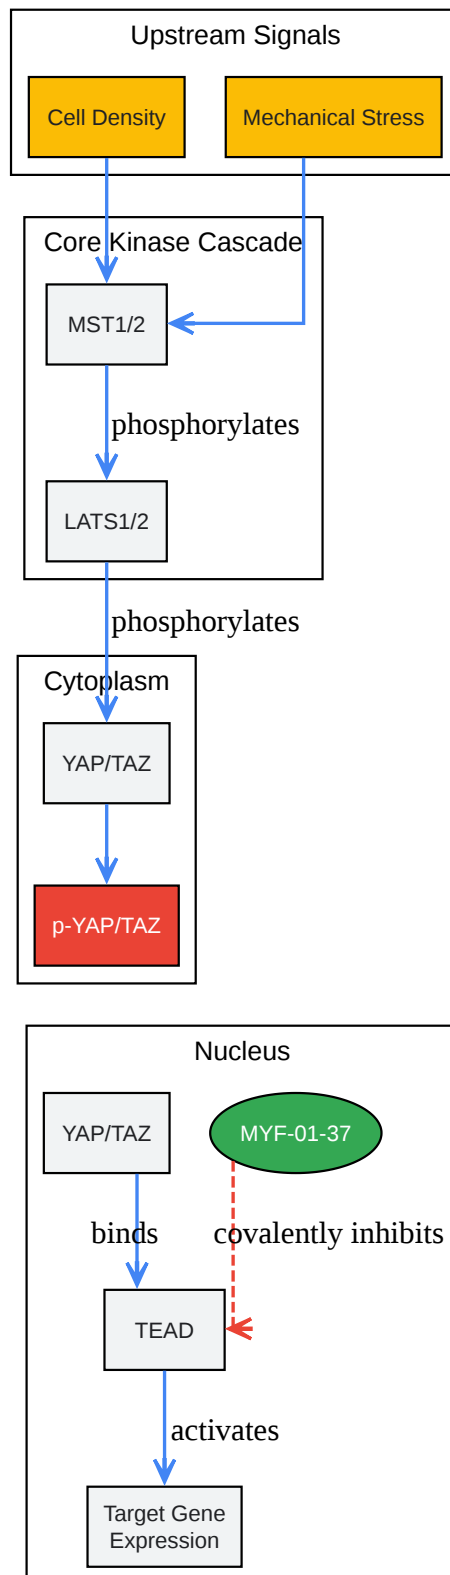 Upstream Signals
Cell Density
Mechanical Stress
Core Kinase Cascade
MST1/2
phosphorylates
LATS1/2
phosphorylates
Cytoplasm
YAP/TAZ
p-YAP/TAZ
Nucleus
YAP/TAZ
MYF-01-37
binds
covalently inhibits
TEAD
activates
Target Gene
Expression